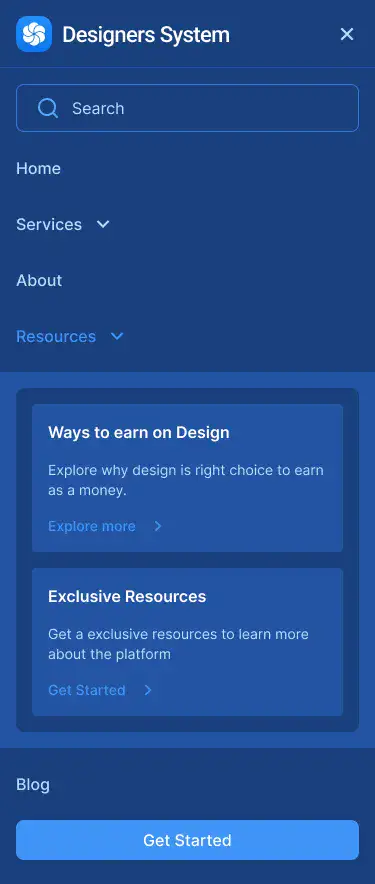 Designers System
Search
Home
Services
About
Resources
Ways to earn on Design
Explore why design is right choice to earn
as a money.
Explore more
Exclusive Resources
Get a exclusive resources to learn more
about the platform
Get Started
Blog
Get Started